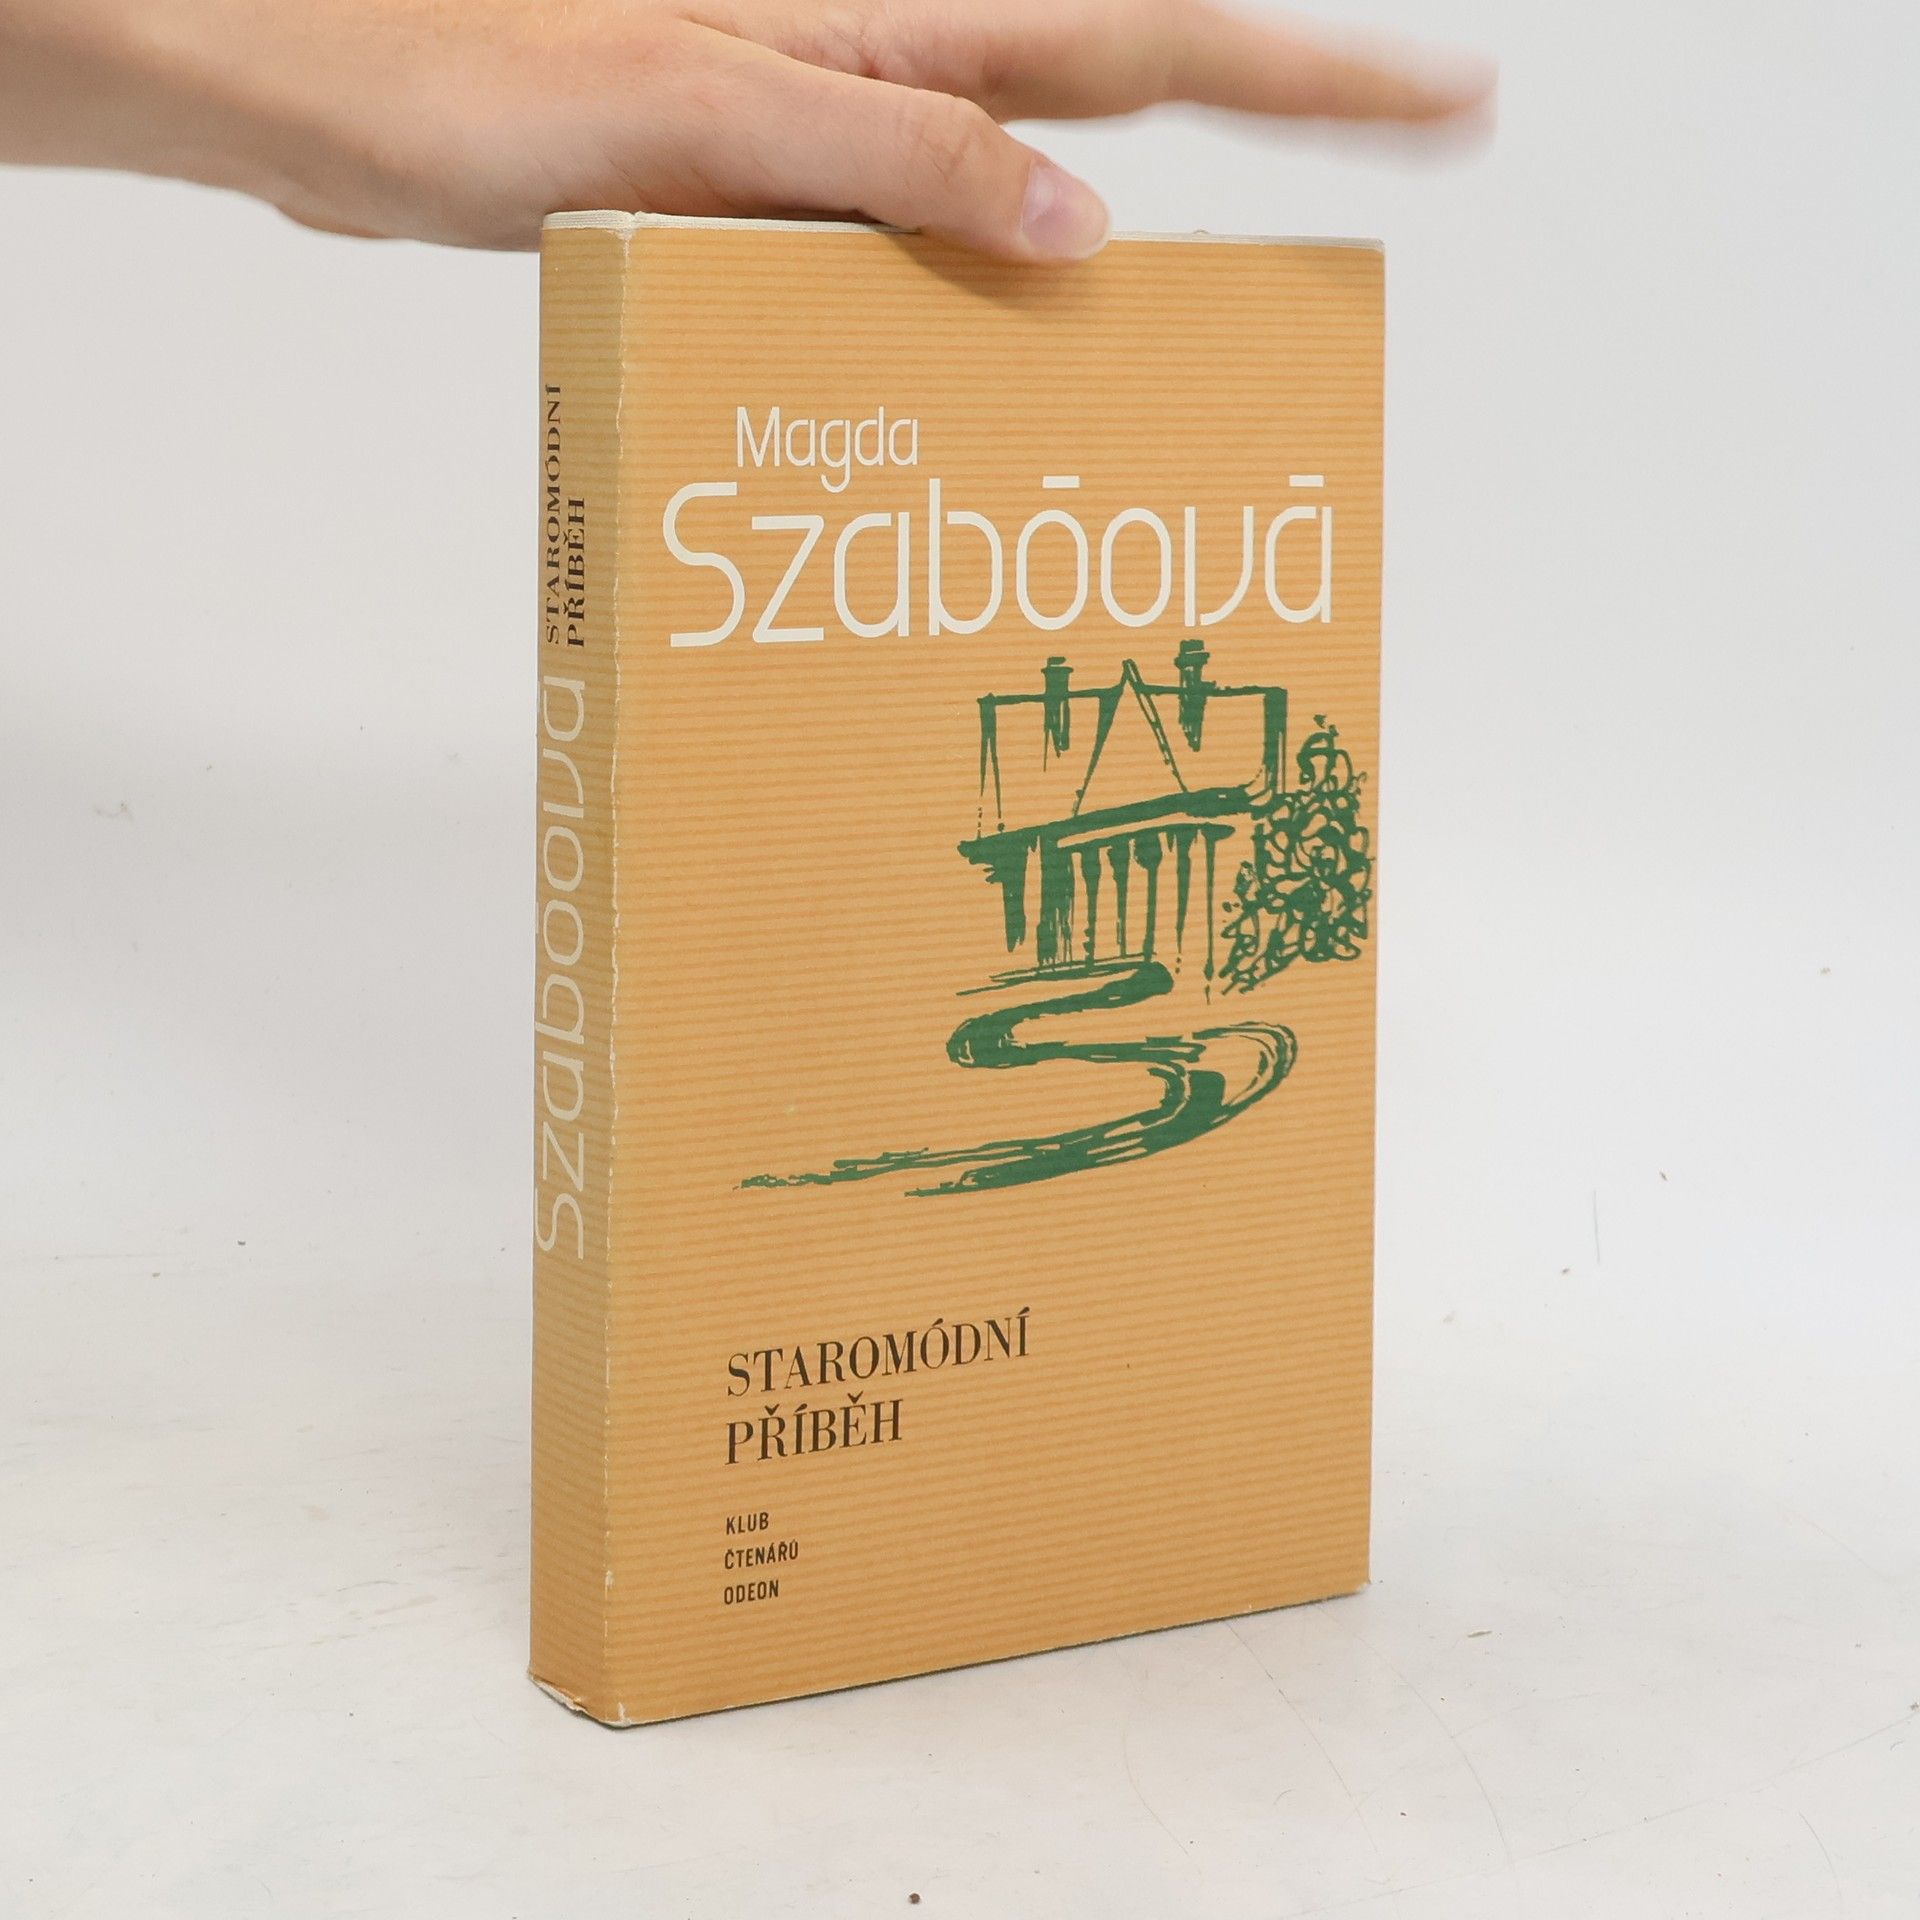 Magda
Szabóová
STAROMÓDNÍ
PŘÍBĚH
KLUB
ČTENÁŘŮ
ODEON
Szabóová
STAROMÓDNÍ
PŘÍBĚH